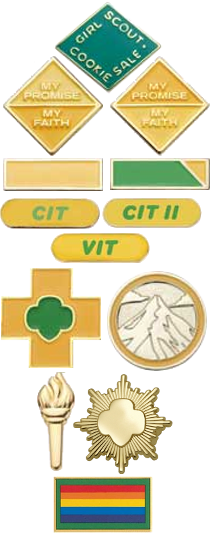 GIRL SCOUT
COOKIE SALE
MY
PROMISE
MY
FAITH
MY
PROMISE
MY
FAITH
CIT
CIT II
VIT